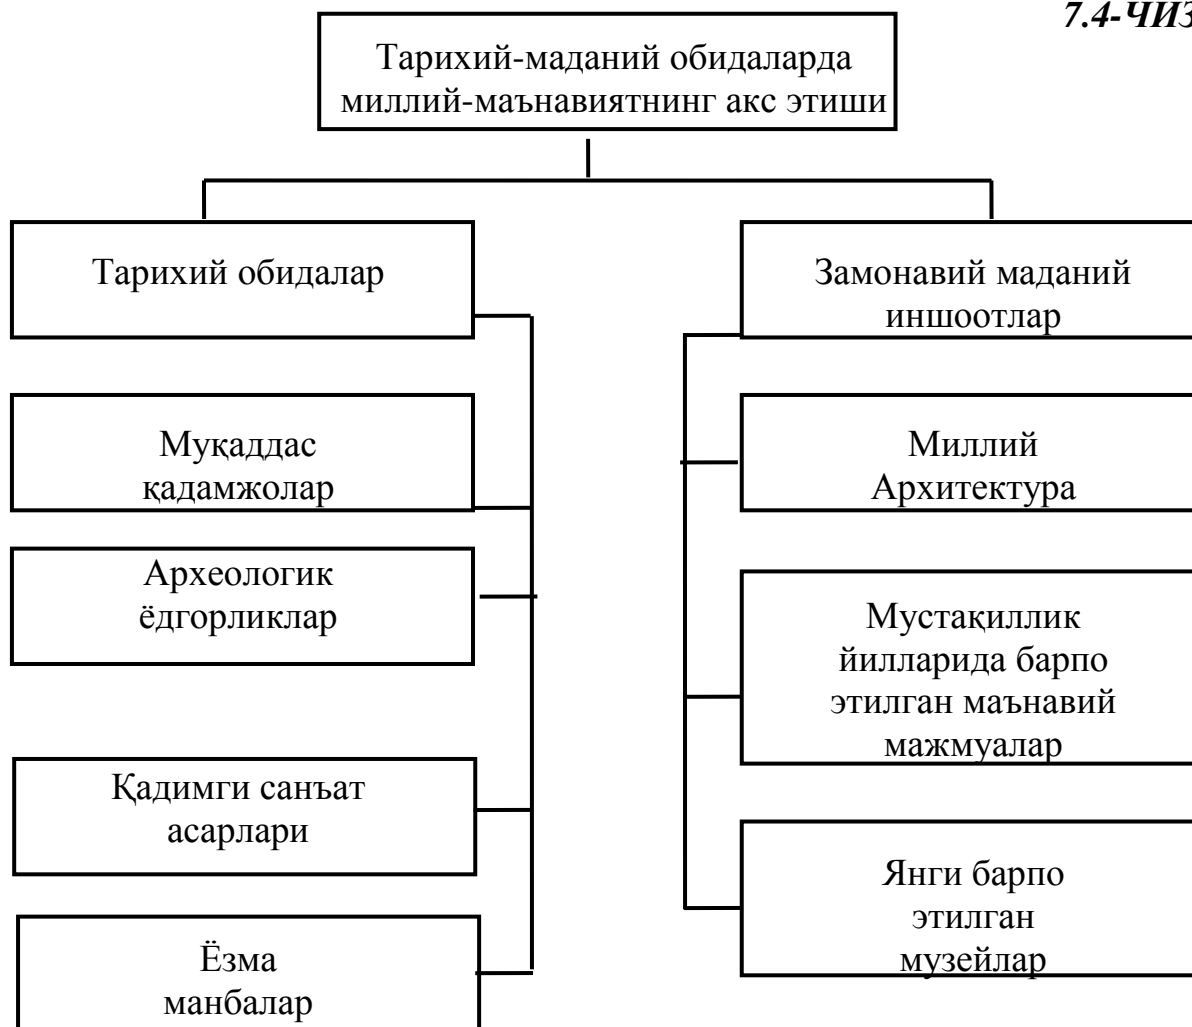 7.4-ЧИЗ
Тарихий-маданий обидаларда
миллий-маънавиятнинг акс этиши
Тарихий обидалар
Муқаддас
қадамжолар
Археологик
ёдгорликлар
Қадимги санъат
асарлари
Ёзма
манбалар
Замонавий маданий
иншоотлар
Миллий
Архитектура
Мустақиллик
йилларида барпо
этилган маънавий
мажмуалар
Янги барпо
этилган
музейлар